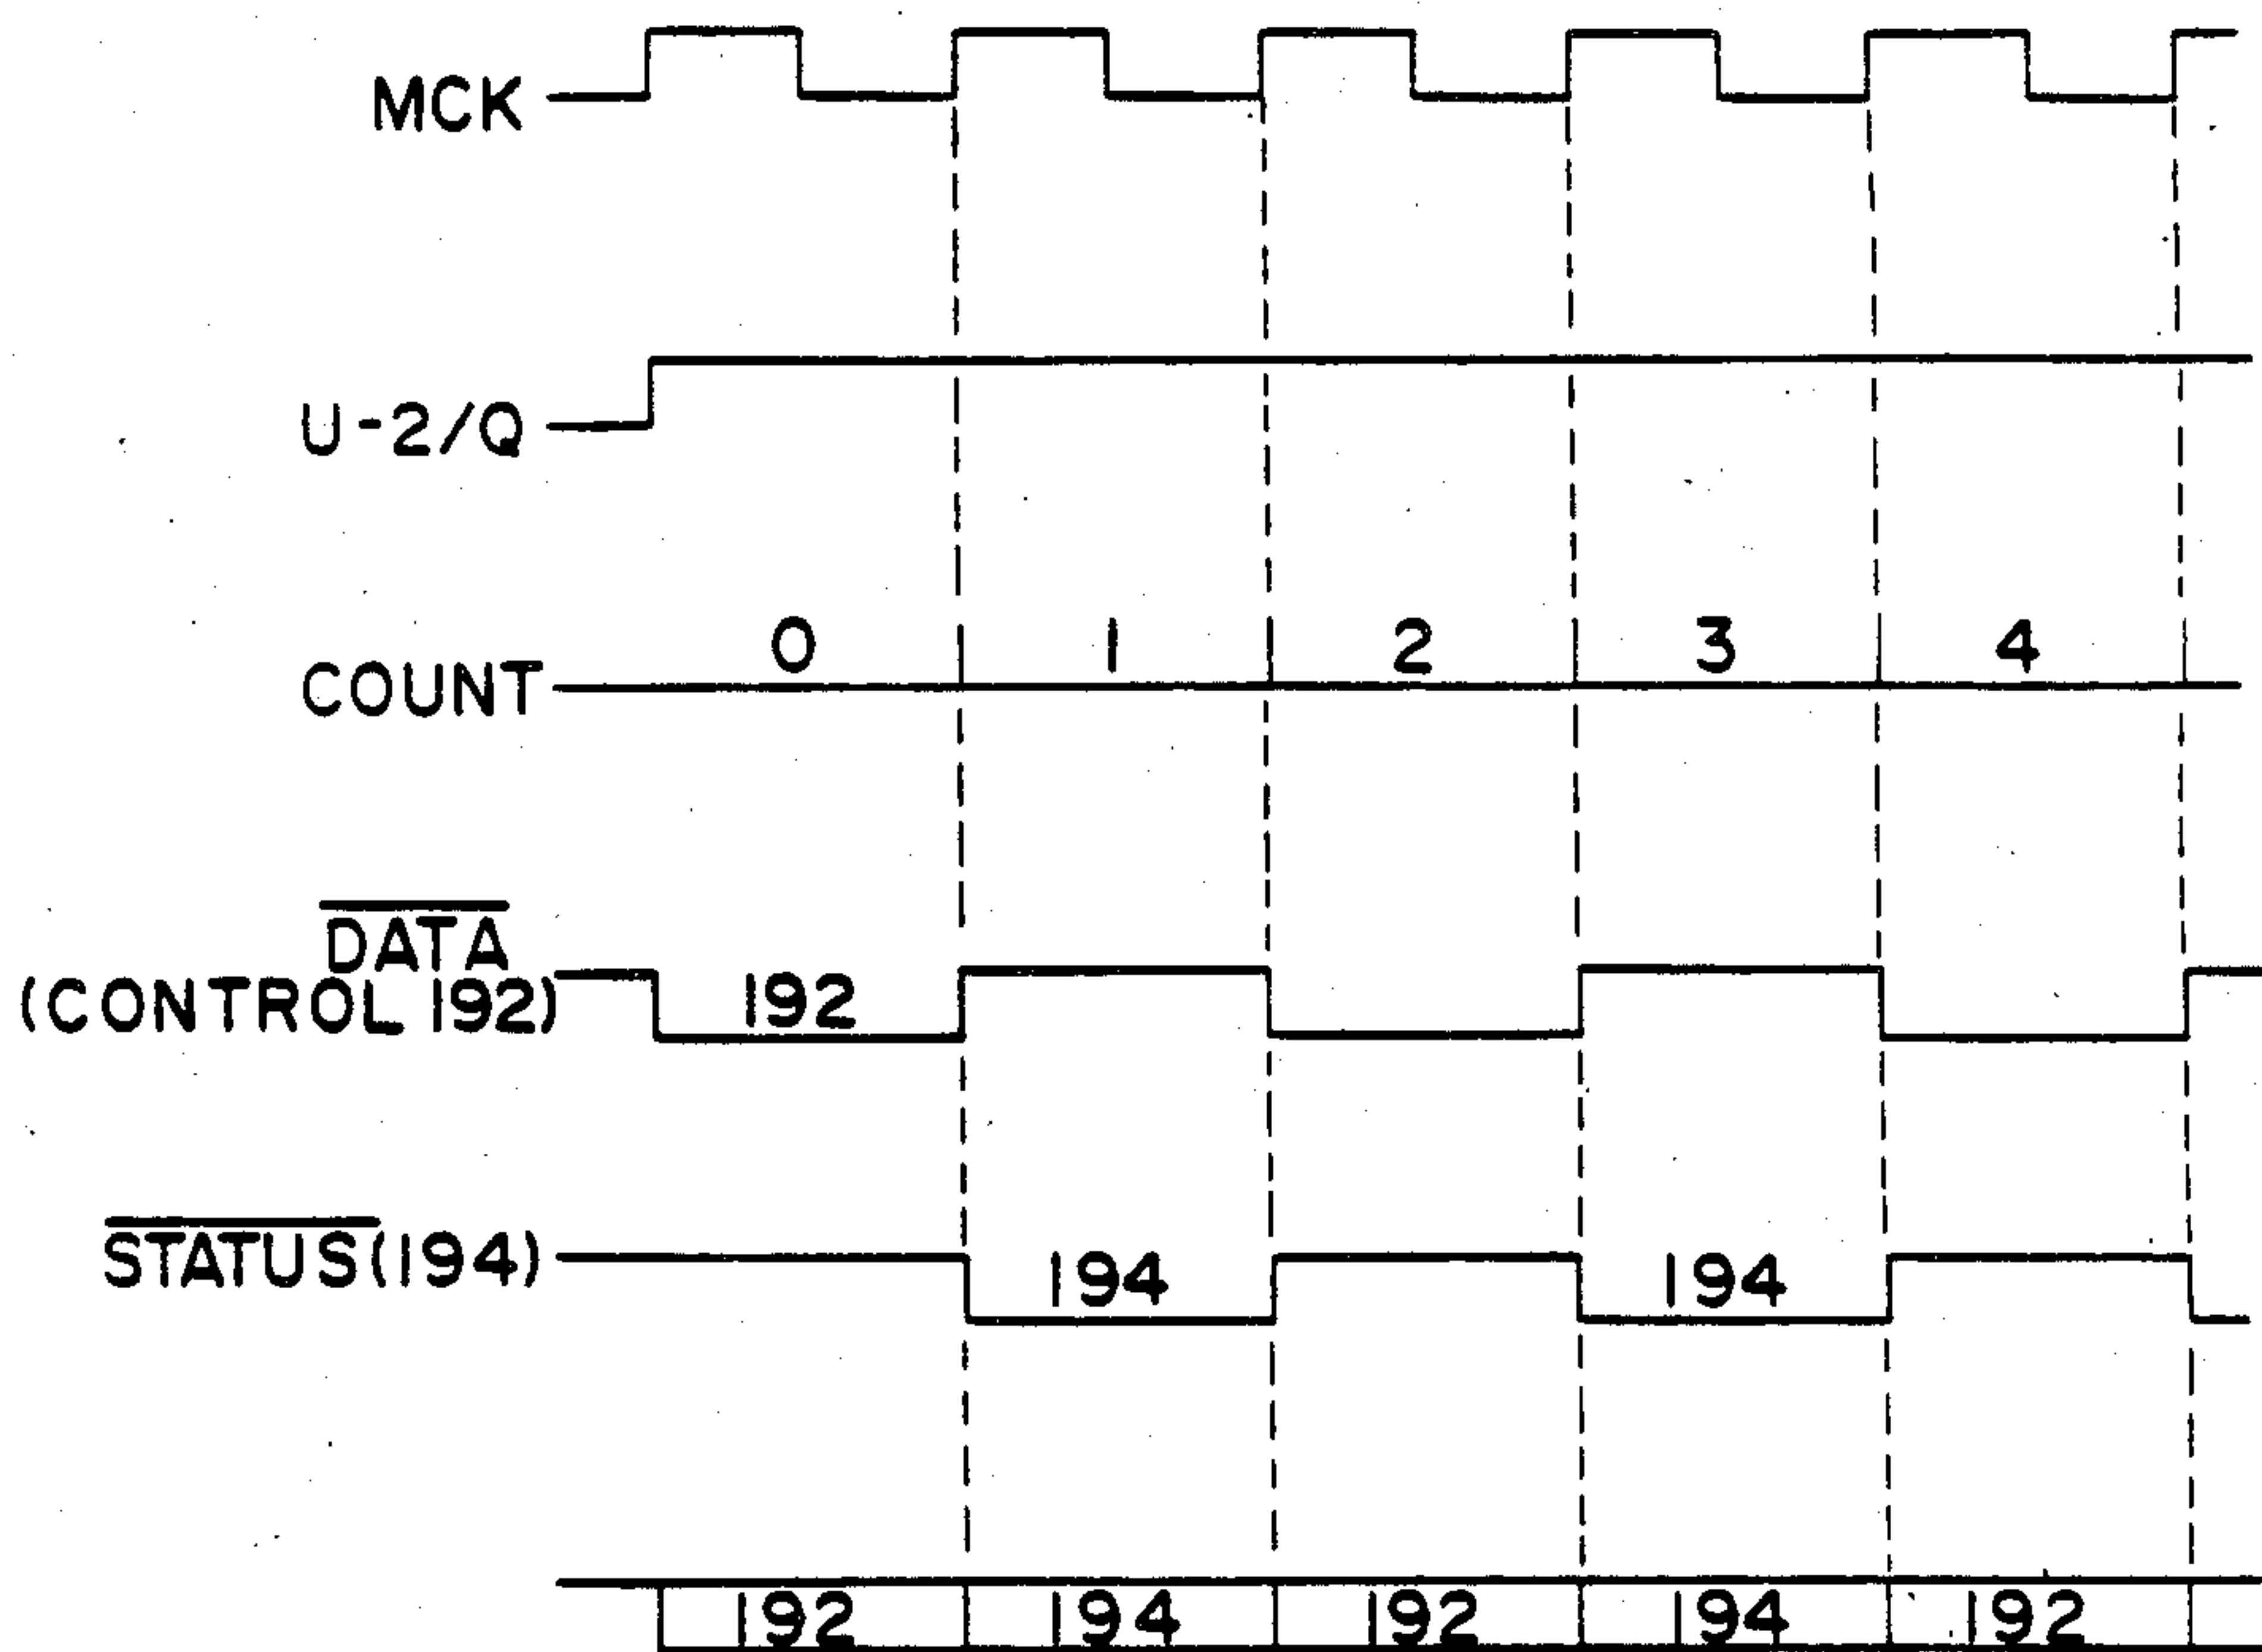 MCK
U-2/Q
COUNT 0 1 2 3 4
DATA
(CONTROL 192) 192
STATUS(194) 194 194
192 194 192 194 192